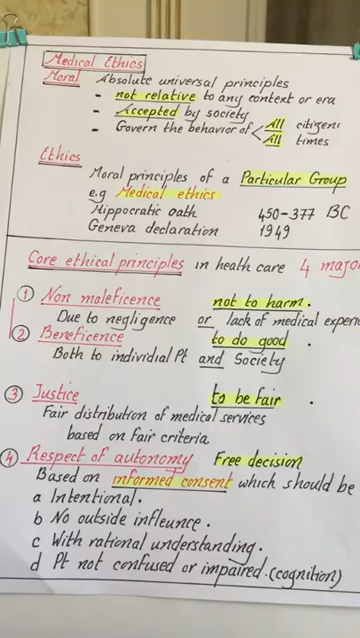 Medical Ethics
Moral Absolute universal principles
- not relative to any context or era
- Accepted by society
- Govern the behavior of < All citizens
All times
Ethics
Moral principles of a Particular Group
e.g Medical ethics
Hippocratic oath 450-377 BC
Geneva declaration 1949
Core ethical principles in heath care 4 major
1 Non maleficence not to harm.
Due to negligence or lack of medical experi
2 Beneficence to do good.
Both to individial Pt and Society
3 Justice to be fair.
Fair distribution of medical services
based on fair criteria
4 Respect of autonomy Free decision
Based on informed consent which should be
a Intentional.
b No outside infleunce.
c With rational understanding.
d Pt not confused or impaired.(cognition)